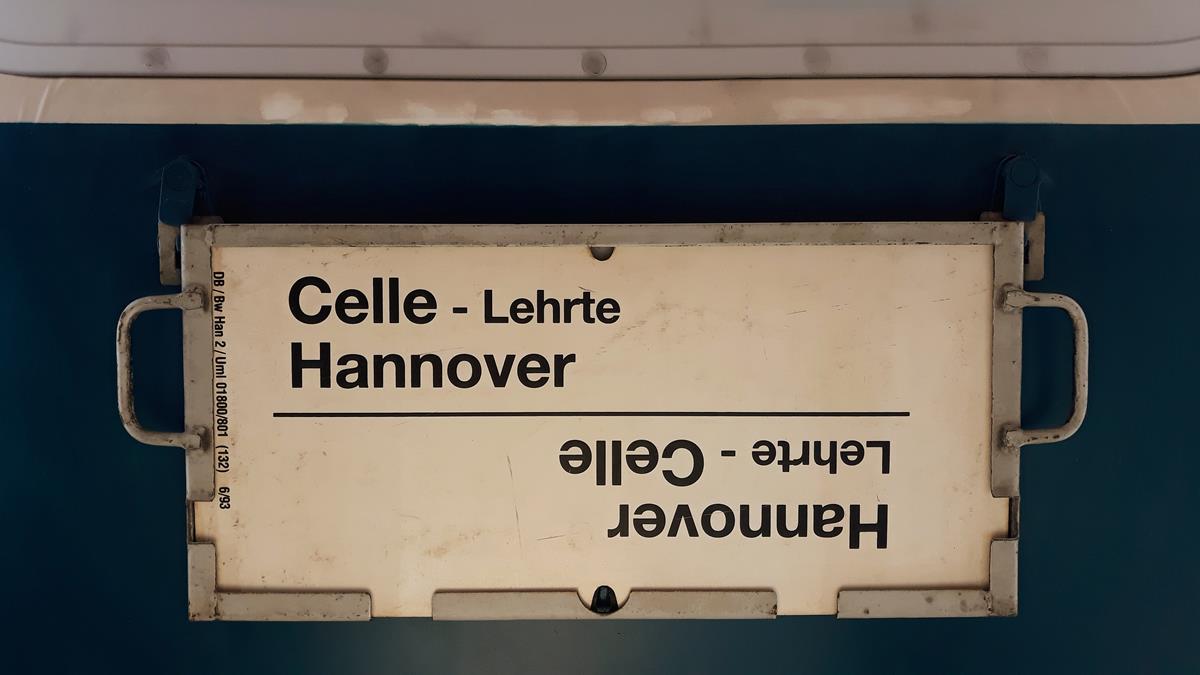 Celle - Lehrte
Hannover
Hannover
Lehrte - Celle
DB / Bw Han 2 / Uml 01800/801 (132) 6/93